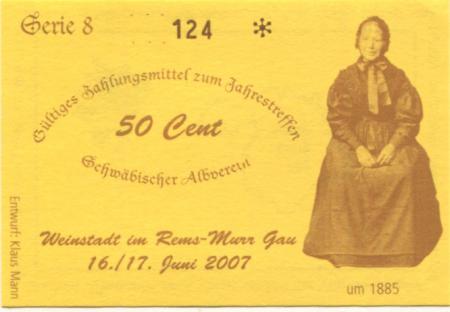 Serie 8
124 *
Gültiges Zahlungsmittel zum Jahrestreffen
50 Cent
Schwäbischer Albverein
Weinstadt im Rems-Murr Gau
16./17. Juni 2007
um 1885
Entwurf: Klaus Mann